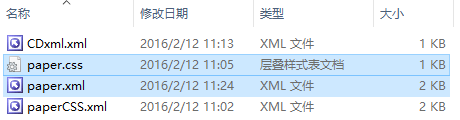 名称 修改日期 类型 大小
CDxml.xml 2016/2/12 11:13 XML 文件 1 KB
paper.css 2016/2/12 11:05 层叠样式表文档 1 KB
paper.xml 2016/2/12 11:24 XML 文件 2 KB
paperCSS.xml 2016/2/12 11:02 XML 文件 2 KB